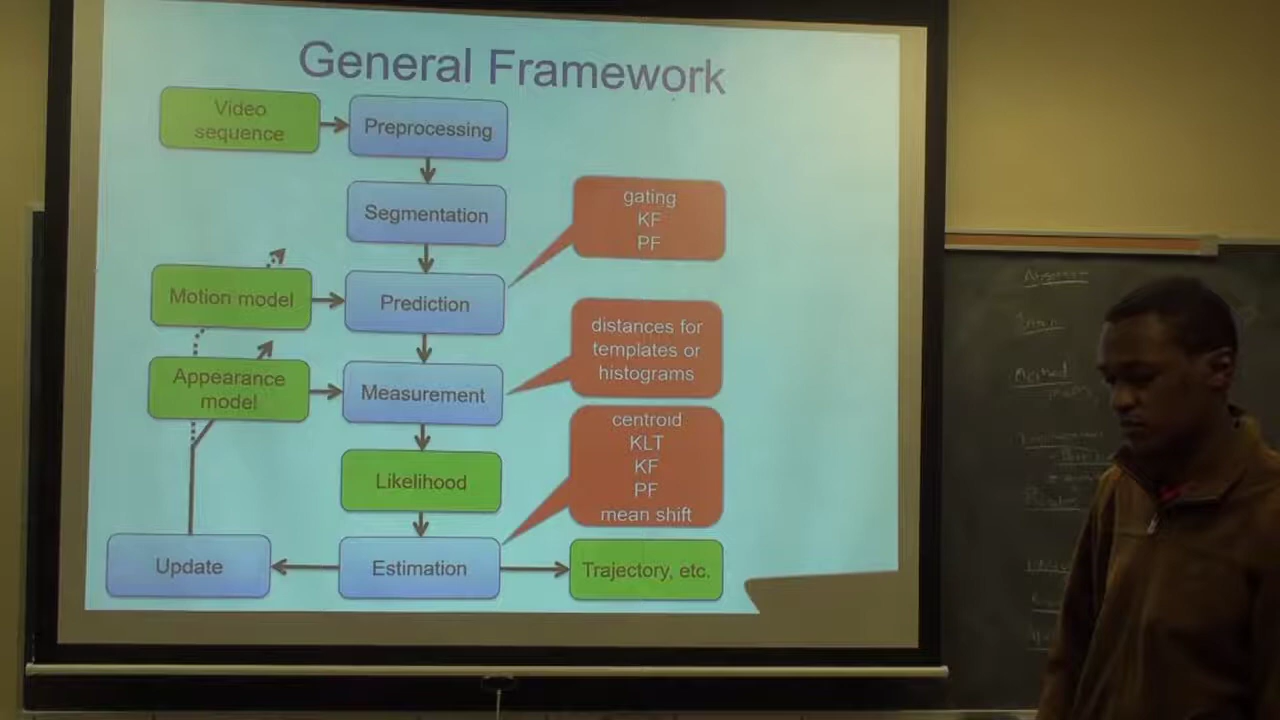 General Framework
Video
sequence
Preprocessing
Segmentation
gating
KF
PF
Motion model
Prediction
distances for
templates or
histograms
Appearance
model
Measurement
centroid
KLT
KF
PF
mean shift
Likelihood
Update
Estimation
Trajectory, etc.